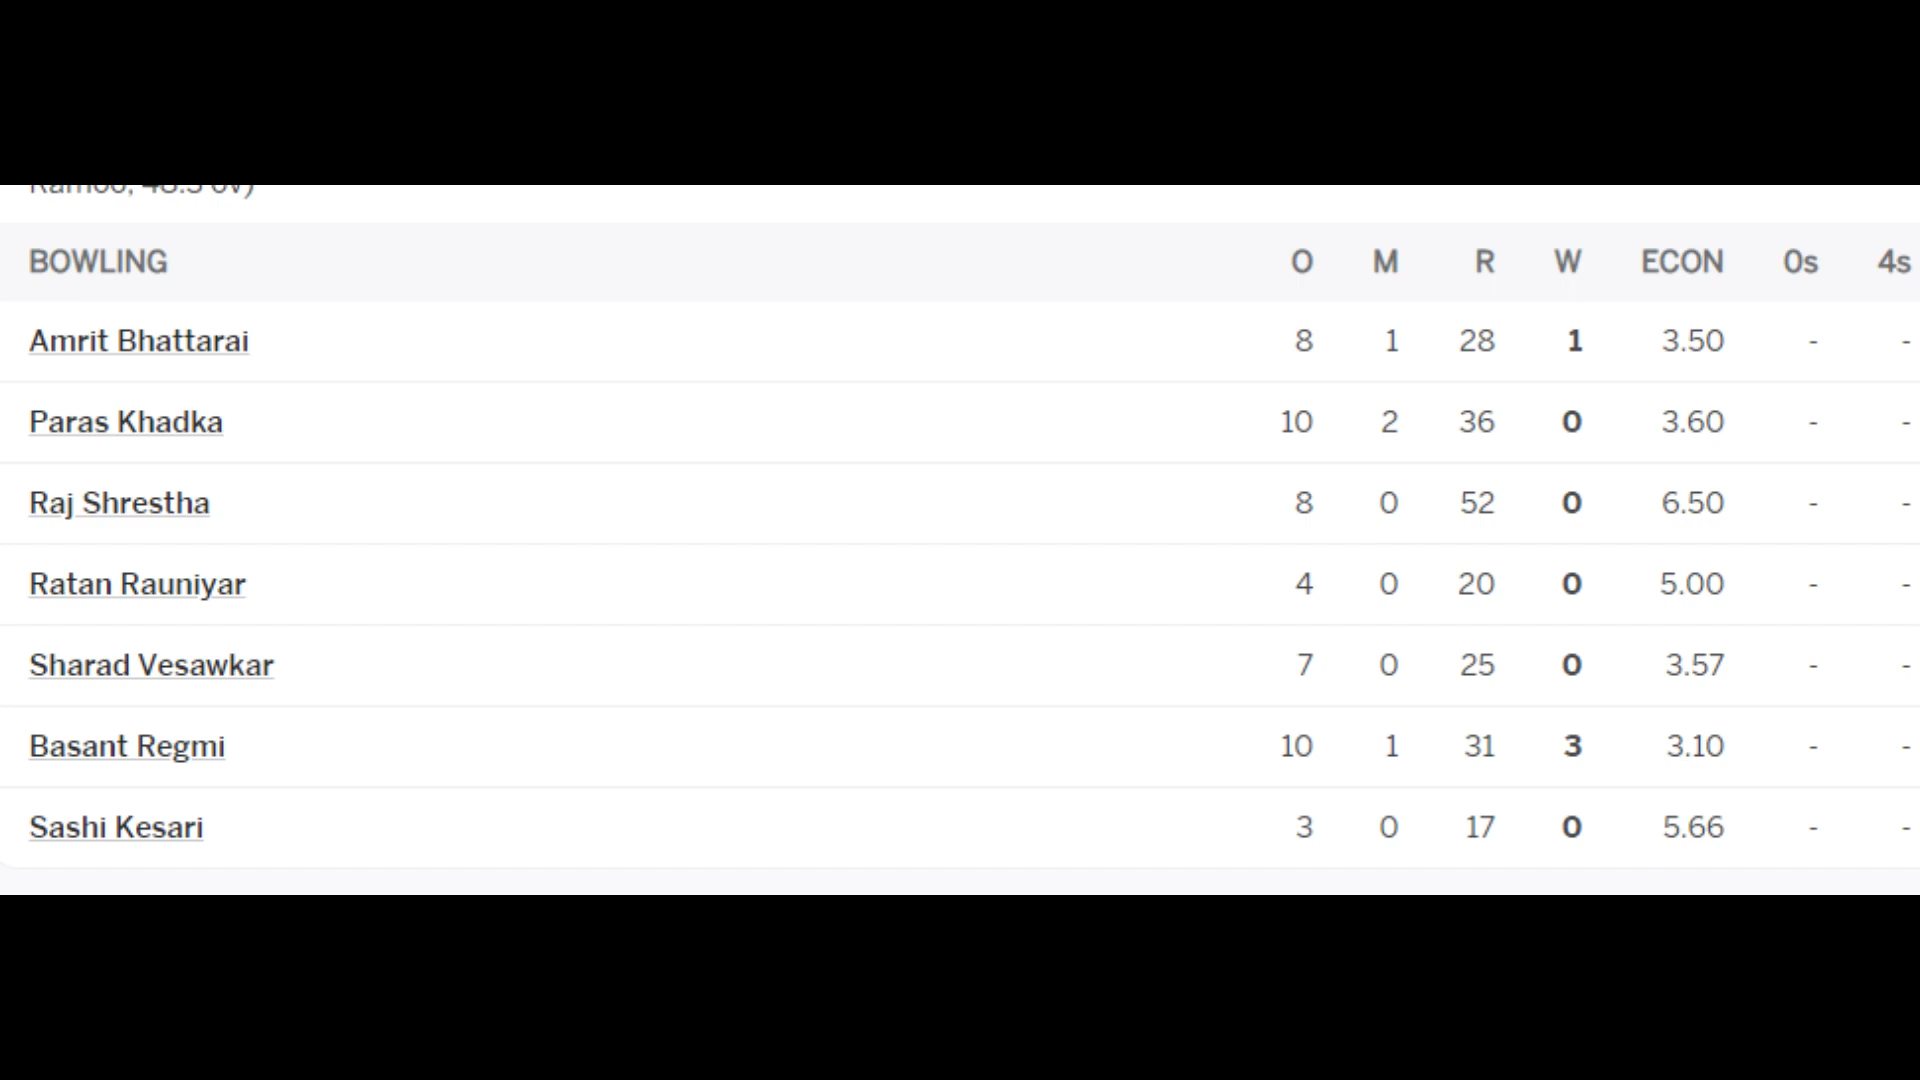 BOWLING O M R W ECON 0s 4s
Amrit Bhattarai 8 1 28 1 3.50 - -
Paras Khadka 10 2 36 0 3.60 - -
Raj Shrestha 8 0 52 0 6.50 - -
Ratan Rauniyar 4 0 20 0 5.00 - -
Sharad Vesawkar 7 0 25 0 3.57 - -
Basant Regmi 10 1 31 3 3.10 - -
Sashi Kesari 3 0 17 0 5.66 - -